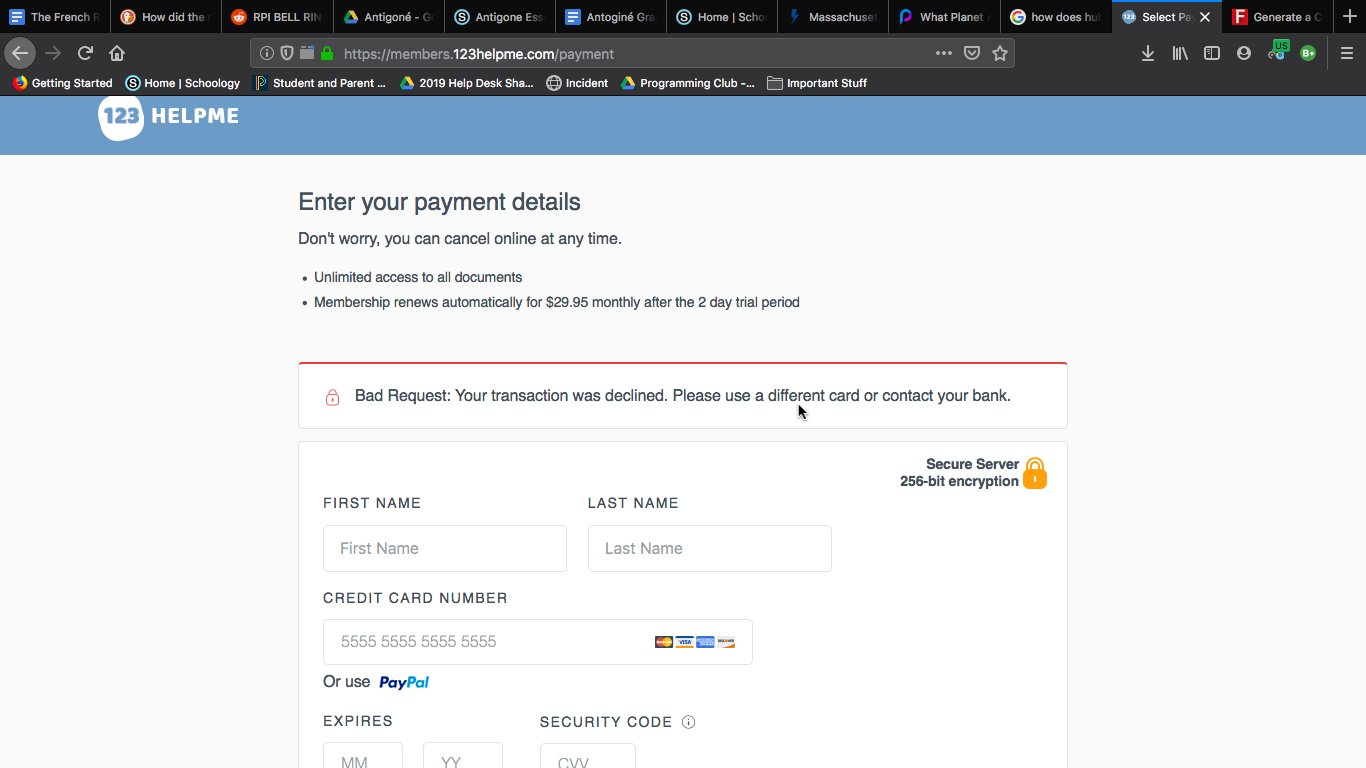 The French R
How did the r
RPI BELL RIN
Antigoné - Go
Antigone Ess
Antoginé Gra
Home | Schoo
Massachuset
What Planet
how does hu
123
Select Pay
Generate a C
https://members.123helpme.com/payment
US
B+
Getting Started
Home | Schoology
Student and Parent ...
2019 Help Desk Sha...
Incident
Programming Club -...
Important Stuff
123 HELPME
Enter your payment details
Don't worry, you can cancel online at any time.
• Unlimited access to all documents
• Membership renews automatically for $29.95 monthly after the 2 day trial period
Bad Request: Your transaction was declined. Please use a different card or contact your bank.
Secure Server
256-bit encryption
FIRST NAME LAST NAME
First Name Last Name
CREDIT CARD NUMBER
5555 5555 5555 5555
VISA
Or use PayPal
EXPIRES SECURITY CODE
MM YY CVV